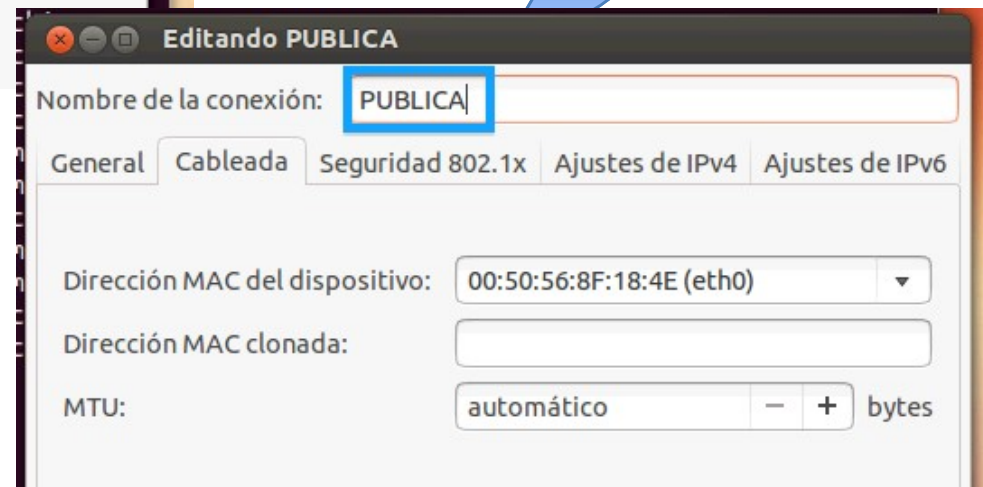 Editando PUBLICA
Nombre de la conexión: PUBLICA
General Cableada Seguridad 802.1x Ajustes de IPv4 Ajustes de IPv6
Dirección MAC del dispositivo: 00:50:56:8F:18:4E (eth0)
Dirección MAC clonada:
MTU: automático − + bytes